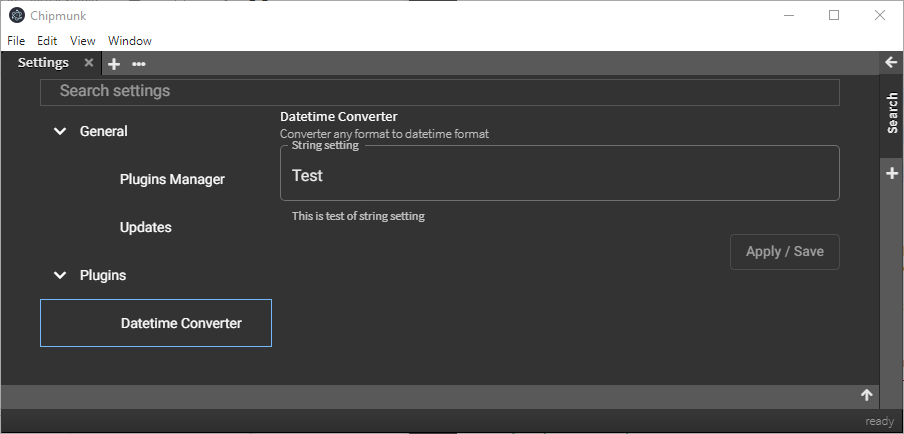 Chipmunk
File Edit View Window
Settings
Search settings
General
Plugins Manager
Updates
Plugins
Datetime Converter
Datetime Converter
Converter any format to datetime format
String setting
Test
This is test of string setting
Apply / Save
Search
ready